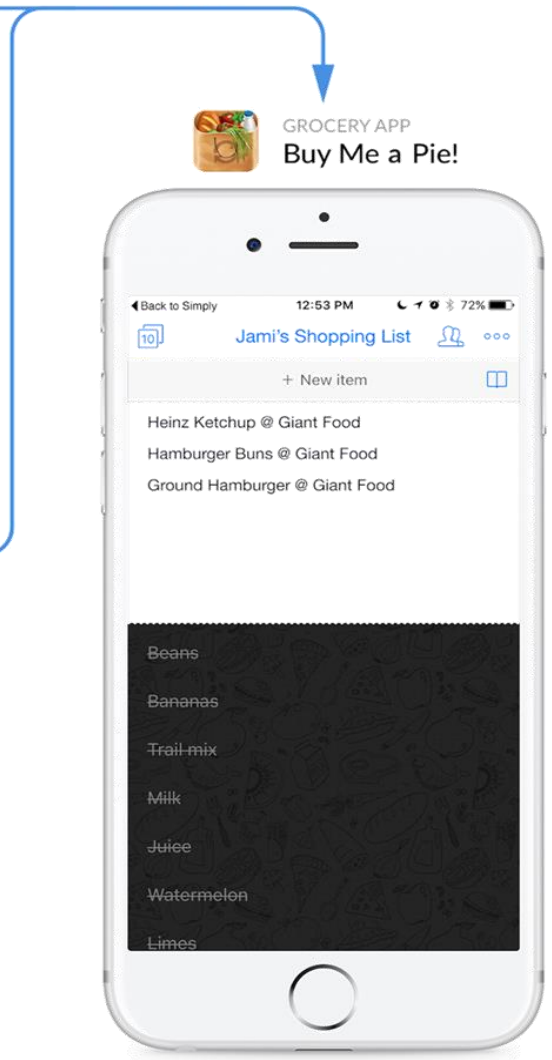 GROCERY APP
Buy Me a Pie!
Back to Simply 12:53 PM 72%
10 Jami's Shopping List
+ New item
Heinz Ketchup @ Giant Food
Hamburger Buns @ Giant Food
Ground Hamburger @ Giant Food
Beans
Bananas
Trail mix
Milk
Juice
Watermelon
Limes